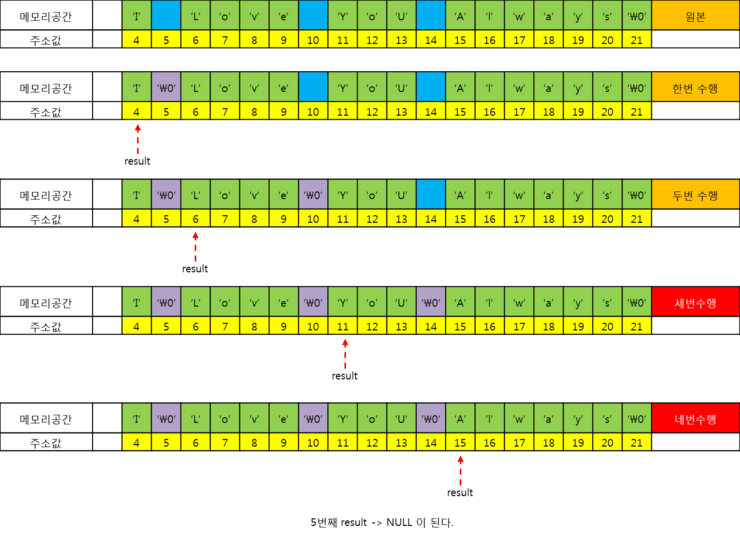 메모리공간 'I' 'L' 'o' 'v' 'e' 'Y' 'o' 'U' 'A' 'l' 'w' 'a' 'y' 's' '₩0' 원본
주소값 4 5 6 7 8 9 10 11 12 13 14 15 16 17 18 19 20 21
메모리공간 'I' '₩0' 'L' 'o' 'v' 'e' 'Y' 'o' 'U' 'A' 'l' 'w' 'a' 'y' 's' '₩0' 한번 수행
주소값 4 5 6 7 8 9 10 11 12 13 14 15 16 17 18 19 20 21
result
메모리공간 'I' '₩0' 'L' 'o' 'v' 'e' '₩0' 'Y' 'o' 'U' 'A' 'l' 'w' 'a' 'y' 's' '₩0' 두번 수행
주소값 4 5 6 7 8 9 10 11 12 13 14 15 16 17 18 19 20 21
result
메모리공간 'I' '₩0' 'L' 'o' 'v' 'e' '₩0' 'Y' 'o' 'U' '₩0' 'A' 'l' 'w' 'a' 'y' 's' '₩0' 세번수행
주소값 4 5 6 7 8 9 10 11 12 13 14 15 16 17 18 19 20 21
result
메모리공간 'I' '₩0' 'L' 'o' 'v' 'e' '₩0' 'Y' 'o' 'U' '₩0' 'A' 'l' 'w' 'a' 'y' 's' '₩0' 네번수행
주소값 4 5 6 7 8 9 10 11 12 13 14 15 16 17 18 19 20 21
result
5번째 result -> NULL 이 된다.